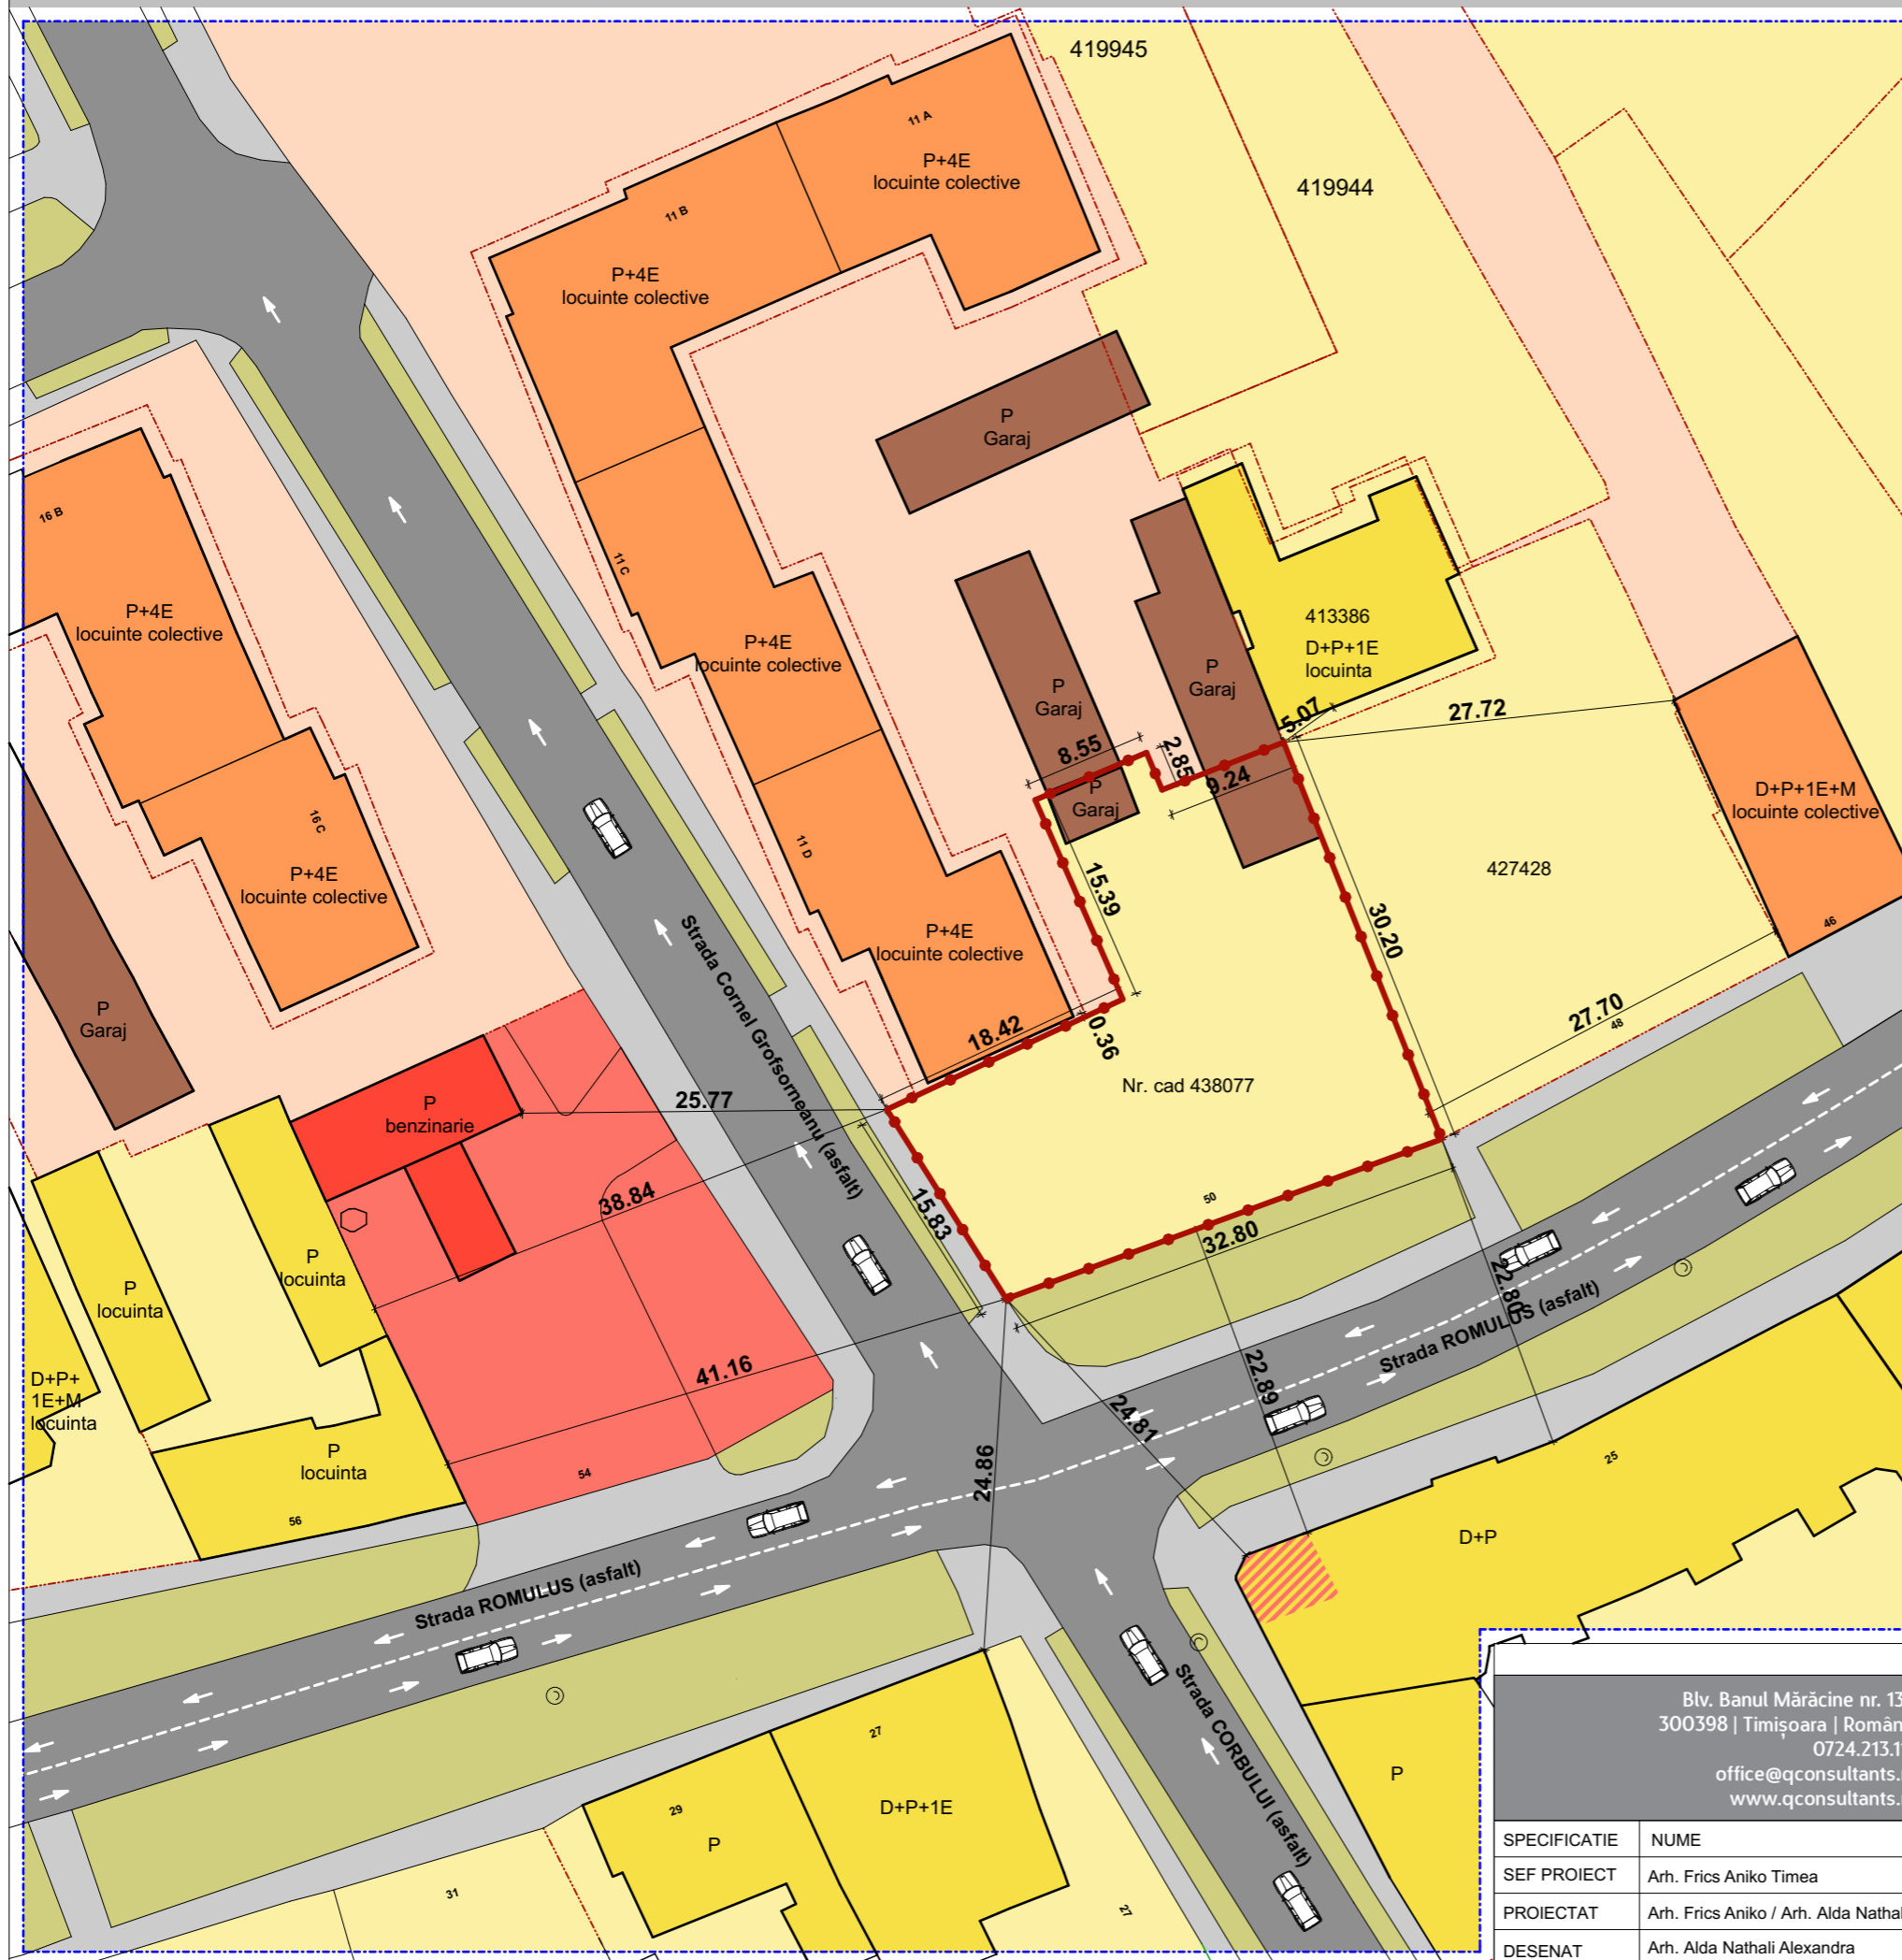 419945
11 A
P+4E
locuinte colective
419944
11 B
P+4E
locuinte colective
P
Garaj
16 B
11 C
P+4E
locuinte colective
P+4E
locuinte colective
P
Garaj
P
Garaj
413386
D+P+1E
locuinta
5.07
27.72
8.55
2.85
9.24
P
Garaj
D+P+1E+M
locuinte colective
16 C
P+4E
locuinte colective
11 D
15.39
30.20
427428
46
P+4E
locuinte colective
P
Garaj
Strada Cornel Grofsorneanu (asfalt)
18.42
0.36
27.70
48
Nr. cad 438077
25.77
P
benzinarie
38.84
15.83
50
32.80
P
locuinta
P
locuinta
22.80
Strada ROMULUS (asfalt)
D+P+
1E+M
locuinta
41.16
22.89
24.81
24.86
P
locuinta
54
56
25
D+P
Strada ROMULUS (asfalt)
Strada CORBULUI (asfalt)
27
D+P+1E
29
P
31
27
P
Blv. Banul Mărăcine nr. 13
300398 | Timișoara | Român
0724.213.1
office@qconsultants.
www.qconsultants.
SPECIFICATIE NUME
SEF PROIECT Arh. Frics Aniko Timea
PROIECTAT Arh. Frics Aniko / Arh. Alda Nathal
DESENAT Arh. Alda Nathali Alexandra